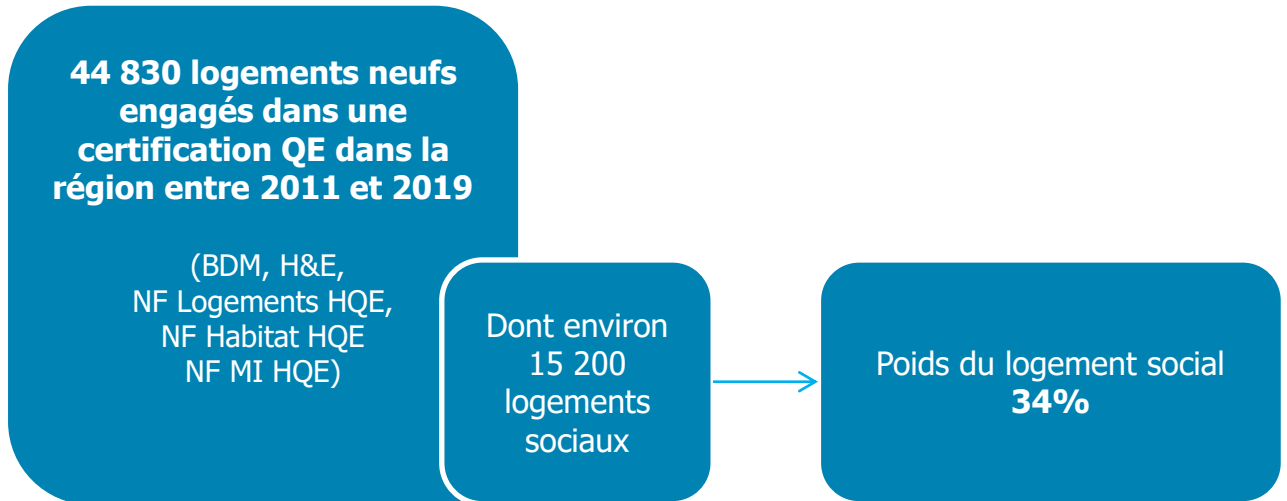 44 830 logements neufs
engagés dans une
certification QE dans la
région entre 2011 et 2019
(BDM, H&E,
NF Logements HQE,
NF Habitat HQE
NF MI HQE)
Dont environ
15 200
logements
sociaux
Poids du logement social
34%